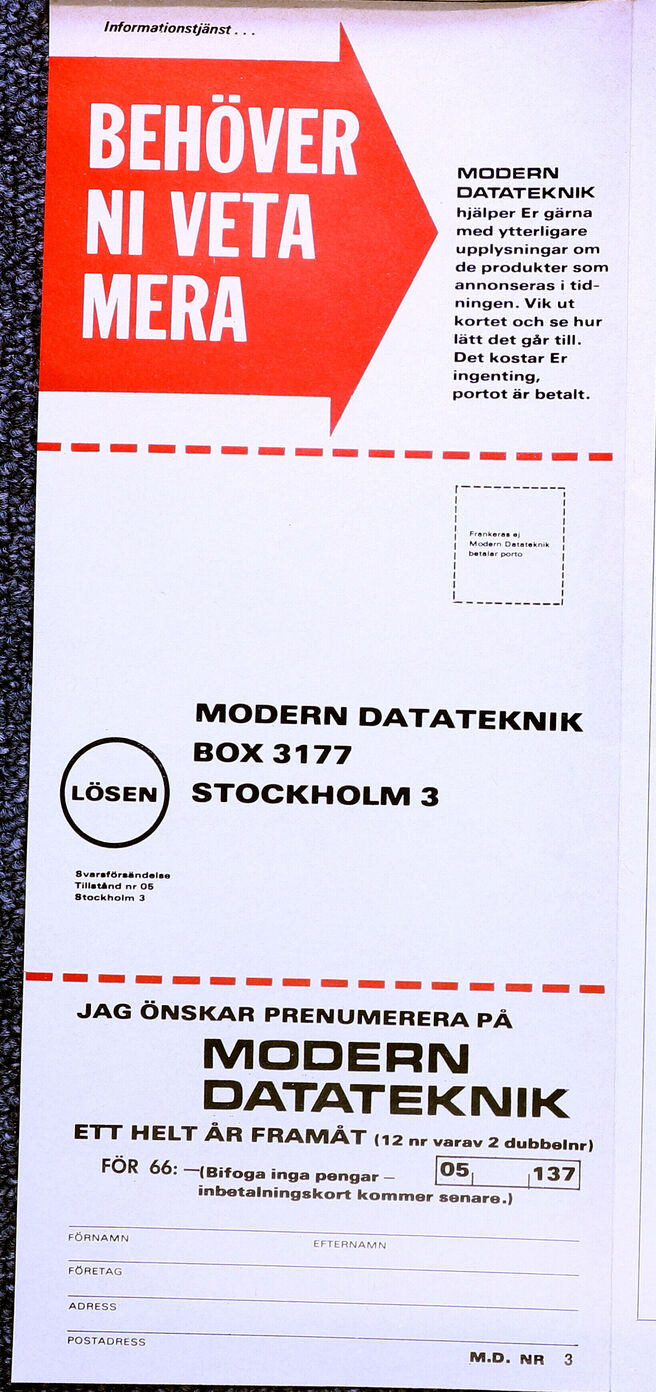 Informationstjänst . . .
BEHÖVER
NI VETA
MERA
MODERN
DATATEKNIK
hjälper Er gärna
med ytterligare
upplysningar om
de produkter som
annonseras i tid-
ningen. Vik ut
kortet och se hur
lätt det går till.
Det kostar Er
ingenting,
portot är betalt.
Frankeras ej
Modern Datateknik
betalar porto
MODERN DATATEKNIK
BOX 3177
STOCKHOLM 3
LÖSEN
Svarsförsändelse
Tillstånd nr 05
Stockholm 3
JAG ÖNSKAR PRENUMERERA PÅ
MODERN
DATATEKNIK
ETT HELT ÅR FRAMÅT (12 nr varav 2 dubbelnr)
FÖR 66: —(Bifoga inga pengar –
inbetalningskort kommer senare.)
05 137
FÖRNAMN EFTERNAMN
FÖRETAG
ADRESS
POSTADRESS
M.D. NR 3